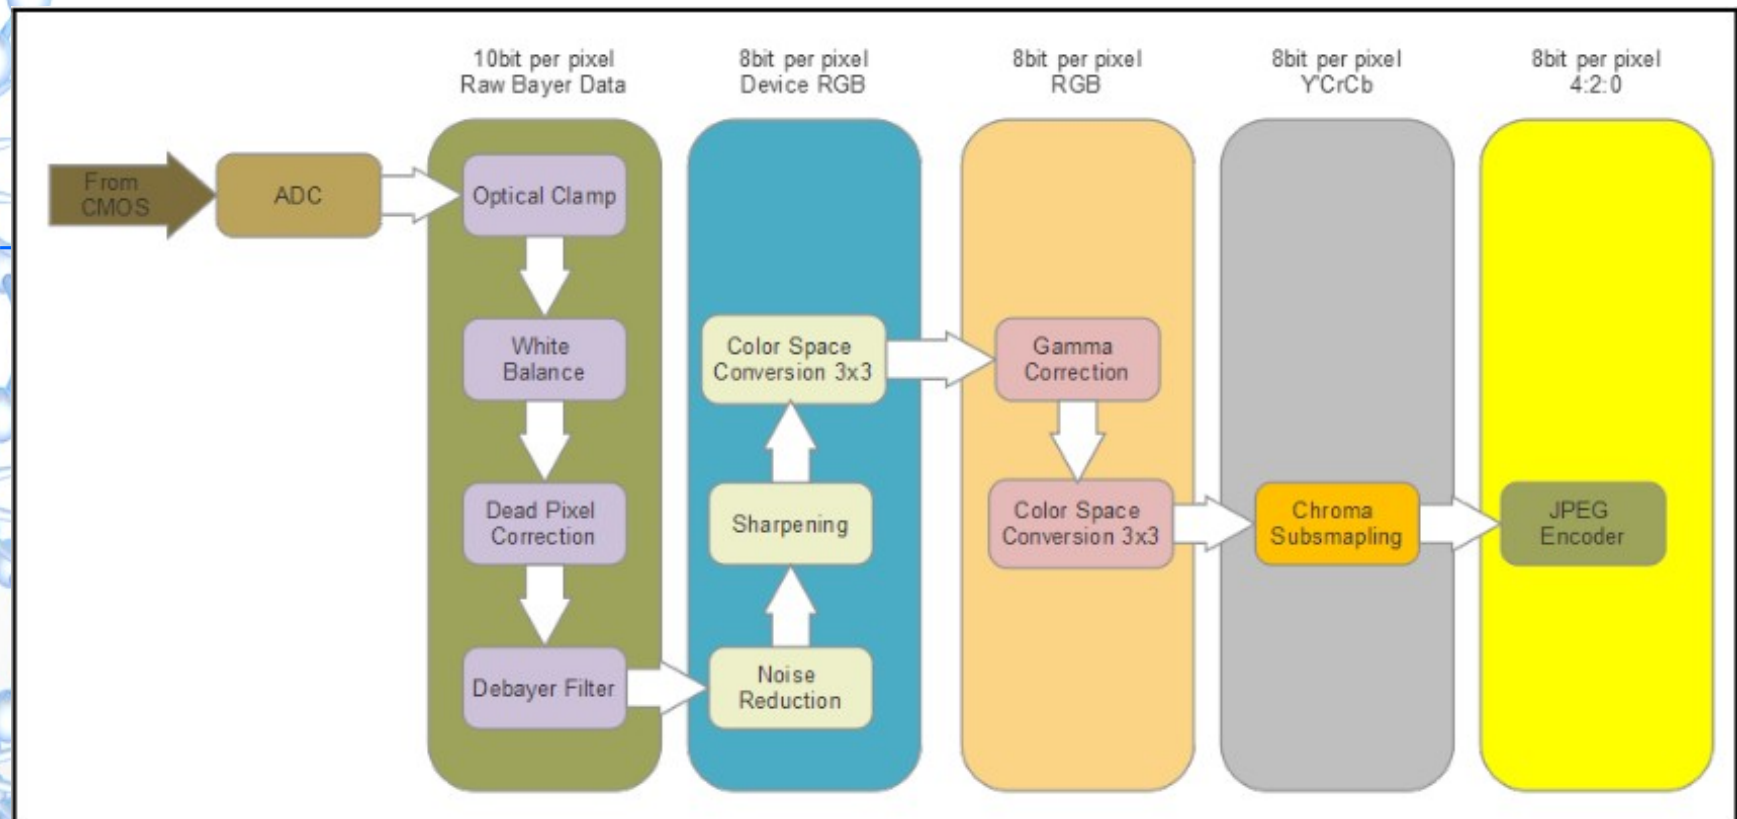 10bit per pixel
Raw Bayer Data
8bit per pixel
Device RGB
8bit per pixel
RGB
8bit per pixel
Y'CrCb
8bit per pixel
4:2:0
From
CMOS
ADC
Optical Clamp
White
Balance
Dead Pixel
Correction
Debayer Filter
Noise
Reduction
Sharpening
Color Space
Conversion 3x3
Gamma
Correction
Color Space
Conversion 3x3
Chroma
Subsmapling
JPEG
Encoder